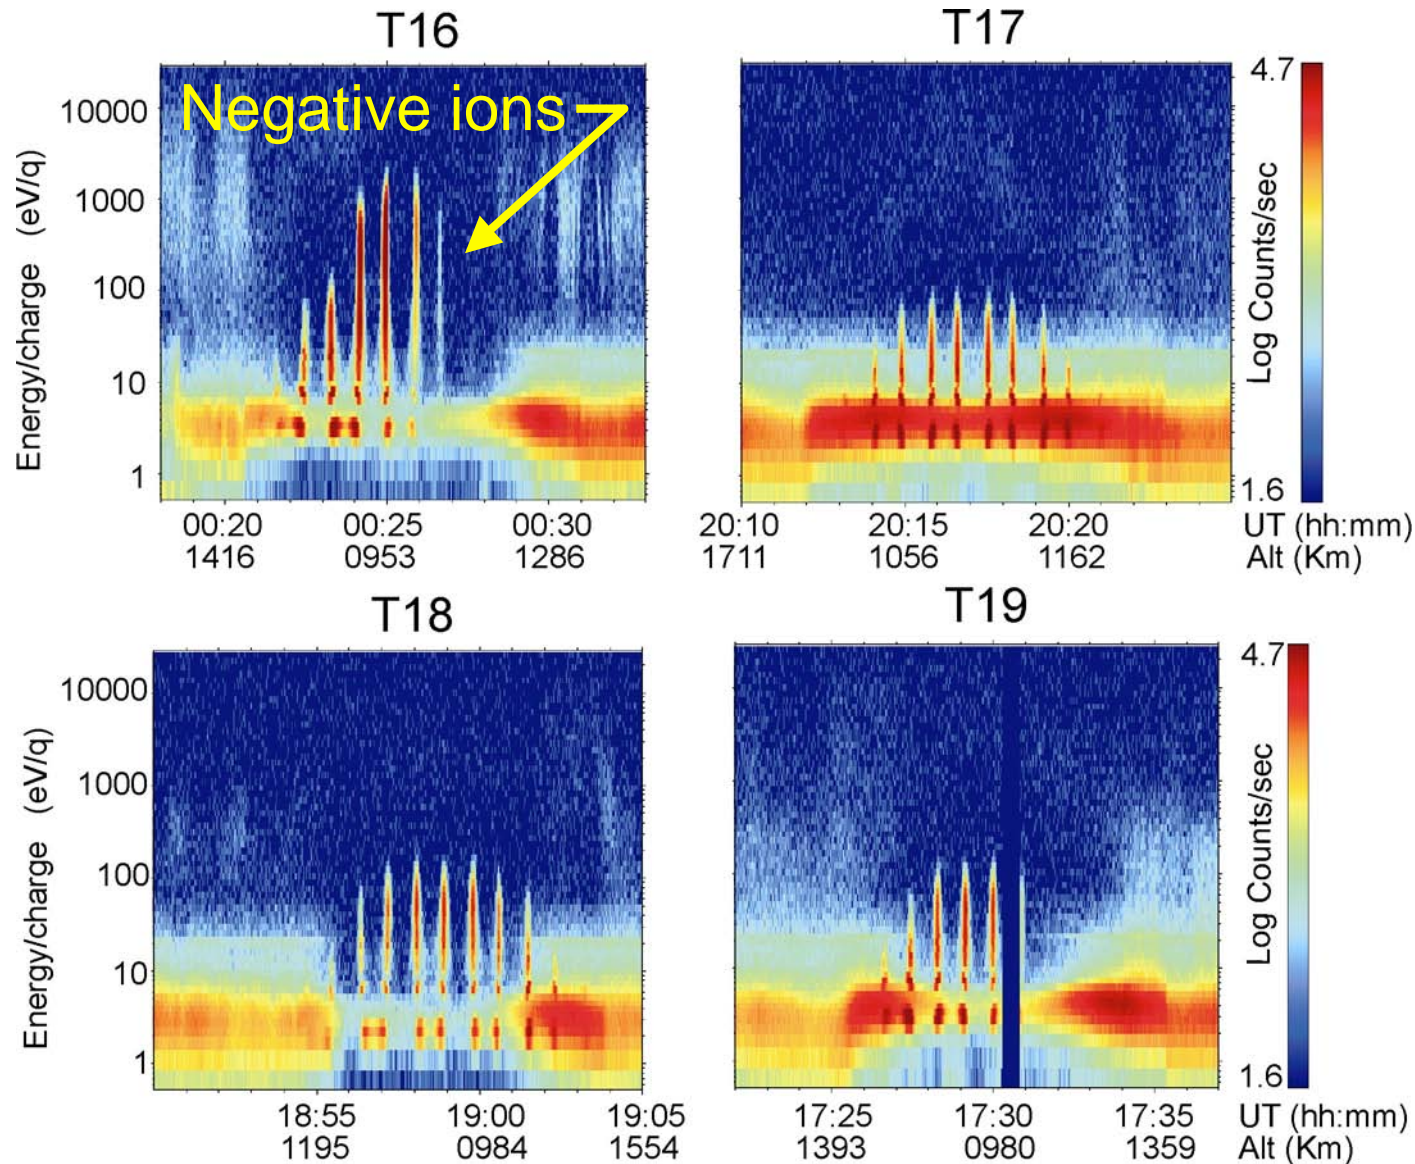 T16
T17
Negative ions
10000
1000
100
10
1
Energy/charge (eV/q)
4.7
1.6
Log Counts/sec
00:20 00:25 00:30
1416 0953 1286
20:10 20:15 20:20 UT (hh:mm)
1711 1056 1162 Alt (Km)
T18
T19
10000
1000
100
10
1
Energy/charge (eV/q)
4.7
1.6
Log Counts/sec
18:55 19:00 19:05
1195 0984 1554
17:25 17:30 17:35 UT (hh:mm)
1393 0980 1359 Alt (Km)